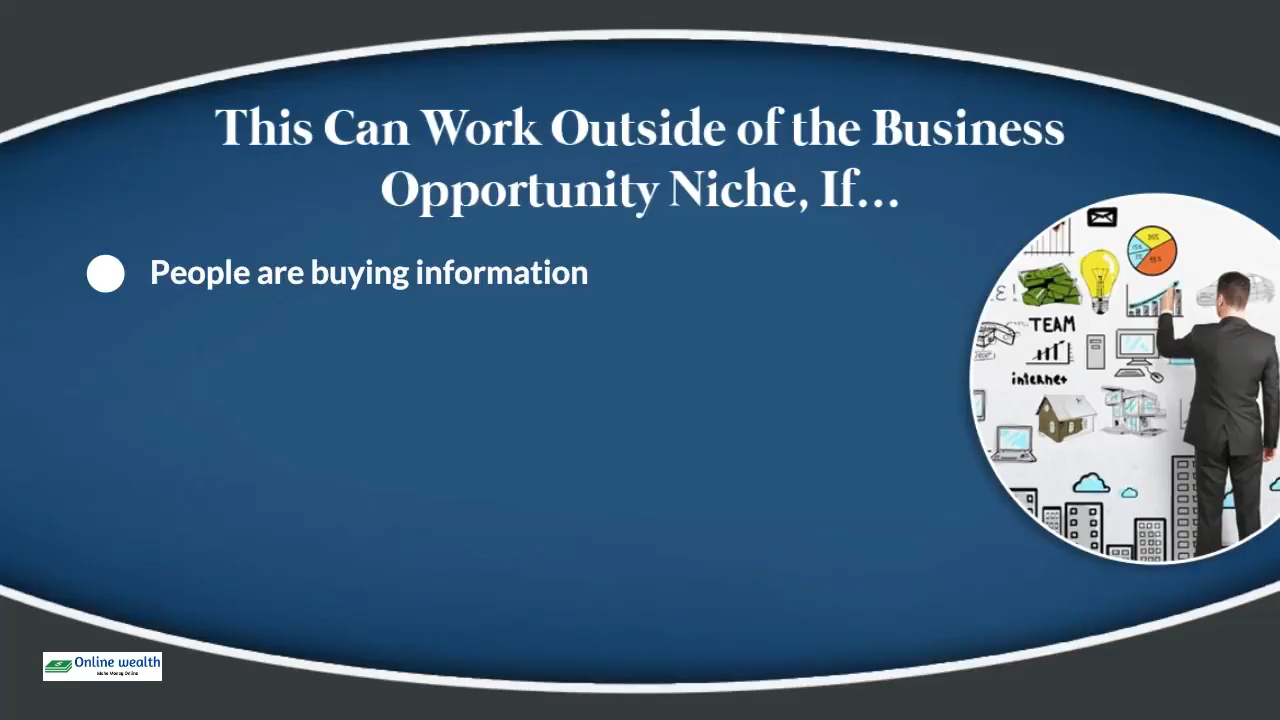 This Can Work Outside of the Business
Opportunity Niche, If...
People are buying information
TEAM
internet
Online wealth